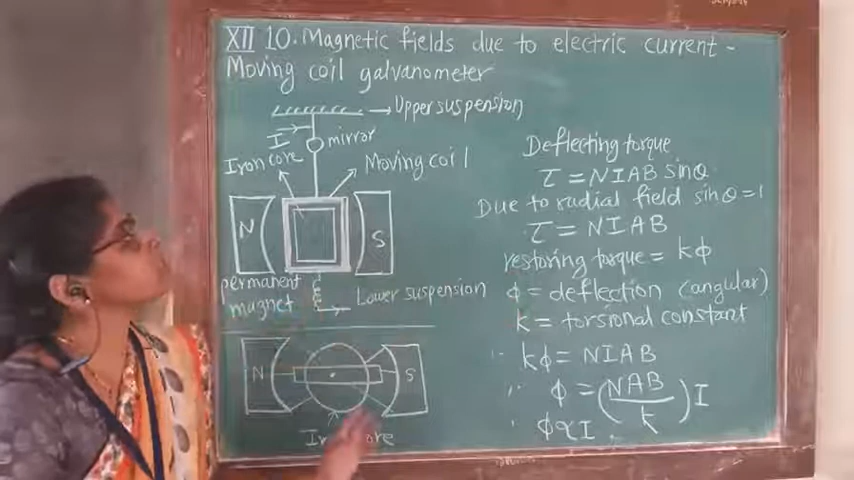 XII 10. Magnetic fields due to electric current -
Moving coil galvanometer
Upper suspension
I
mirror
Iron core
Moving coil
N
S
permanent
magnet
Lower suspension
N
S
Iron core
Deflecting torque
τ = NIAB sinθ
Due to radial field sinθ = 1
τ = NIAB
restoring torque = kϕ
ϕ = deflection (angular)
k = torsional constant
∴ kϕ = NIAB
∴ ϕ = (NAB/k) I
∴ ϕ ∝ I